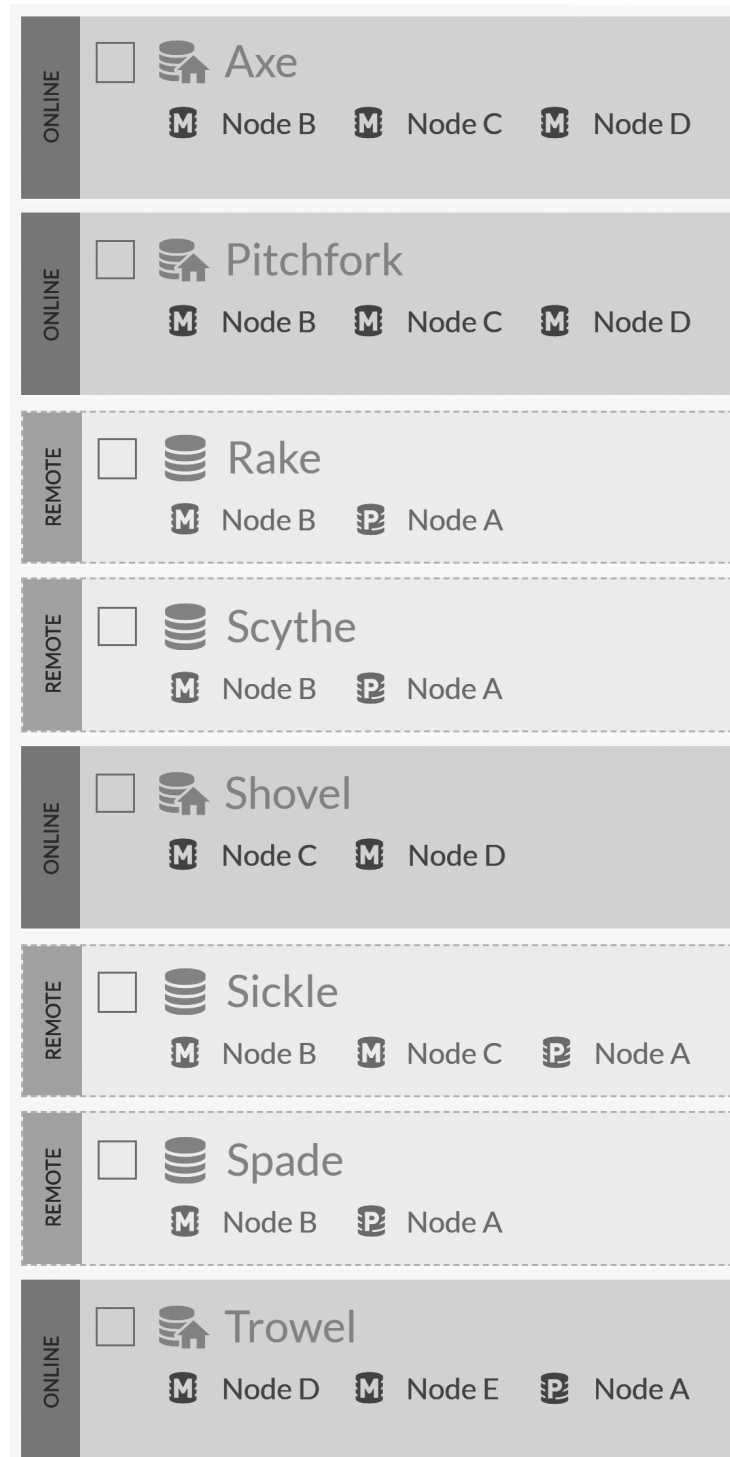 ONLINE
Axe
M Node B M Node C M Node D
ONLINE
Pitchfork
M Node B M Node C M Node D
REMOTE
Rake
M Node B P Node A
REMOTE
Scythe
M Node B P Node A
ONLINE
Shovel
M Node C M Node D
REMOTE
Sickle
M Node B M Node C P Node A
REMOTE
Spade
M Node B P Node A
ONLINE
Trowel
M Node D M Node E P Node A